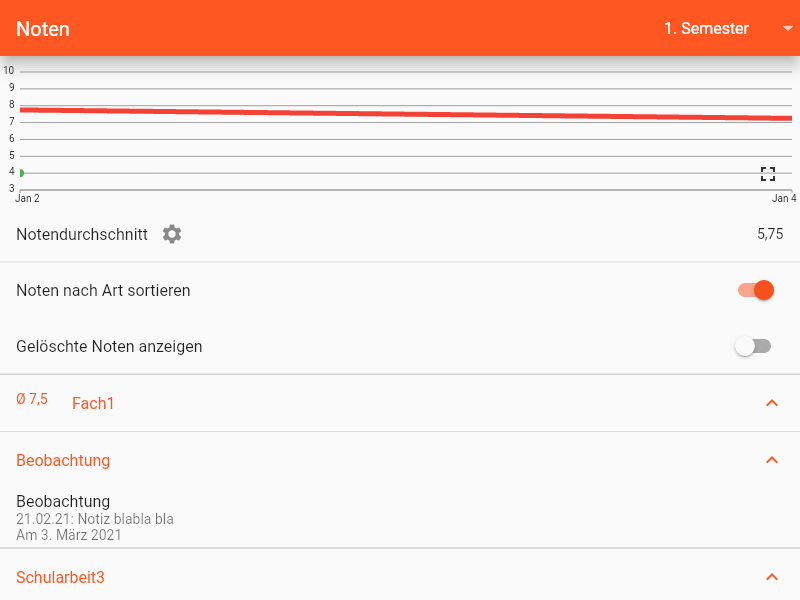 Noten
1. Semester
10
9
8
7
6
5
4
3
Jan 2
Jan 4
Notendurchschnitt
5,75
Noten nach Art sortieren
Gelöschte Noten anzeigen
Ø 7,5
Fach1
Beobachtung
Beobachtung
21.02.21: Notiz blabla bla
Am 3. März 2021
Schularbeit3